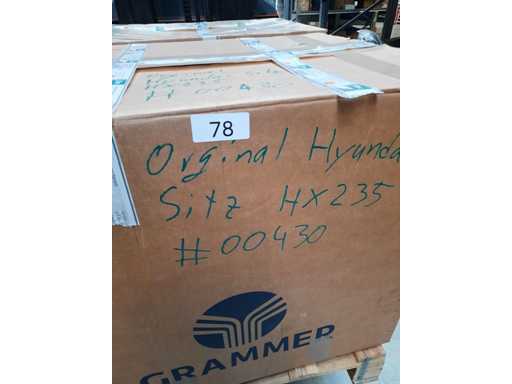 78
Orginal Hyunda
Sitz HX235
#00430
GRAMMER